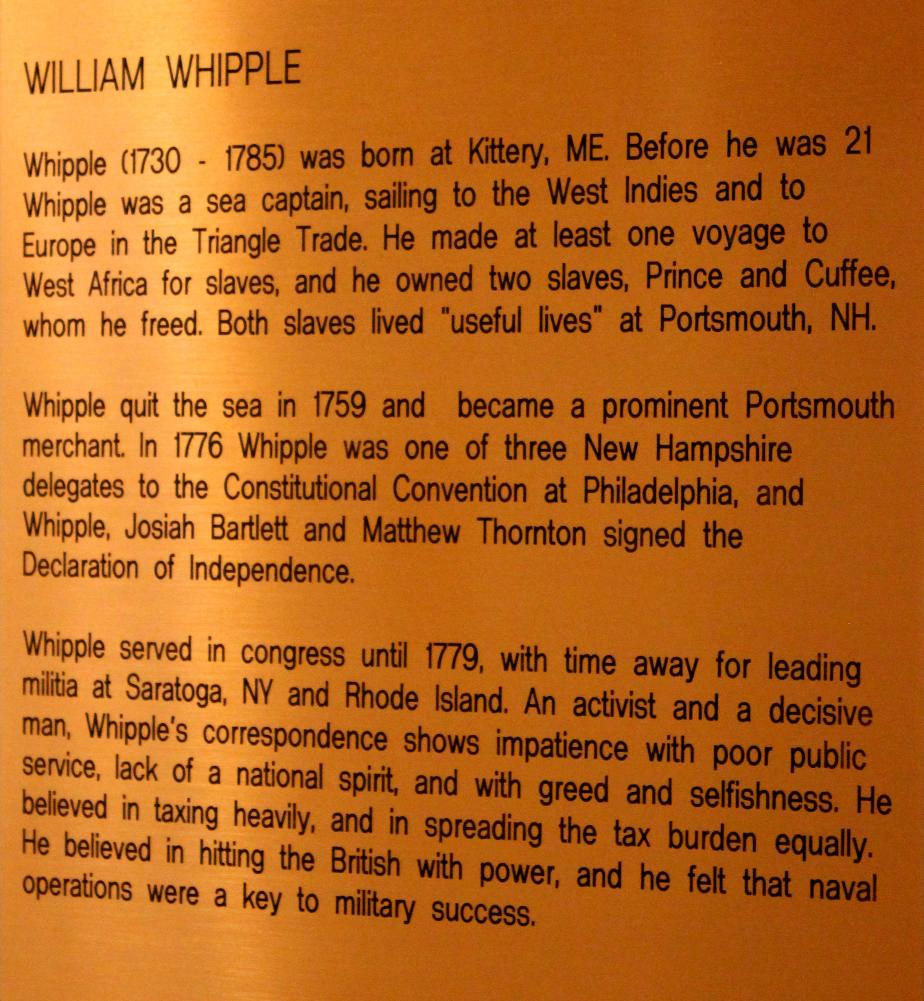 WILLIAM WHIPPLE
Whipple (1730 - 1785) was born at Kittery, ME. Before he was 21
Whipple was a sea captain, sailing to the West Indies and to
Europe in the Triangle Trade. He made at least one voyage to
West Africa for slaves, and he owned two slaves, Prince and Cuffee,
whom he freed. Both slaves lived "useful lives" at Portsmouth, NH.
Whipple quit the sea in 1759 and became a prominent Portsmouth
merchant. In 1776 Whipple was one of three New Hampshire
delegates to the Constitutional Convention at Philadelphia, and
Whipple, Josiah Bartlett and Matthew Thornton signed the
Declaration of Independence.
Whipple served in congress until 1779, with time away for leading
militia at Saratoga, NY and Rhode Island. An activist and a decisive
man, Whipple's correspondence shows impatience with poor public
service, lack of a national spirit, and with greed and selfishness. He
believed in taxing heavily, and in spreading the tax burden equally.
He believed in hitting the British with power, and he felt that naval
operations were a key to military success.